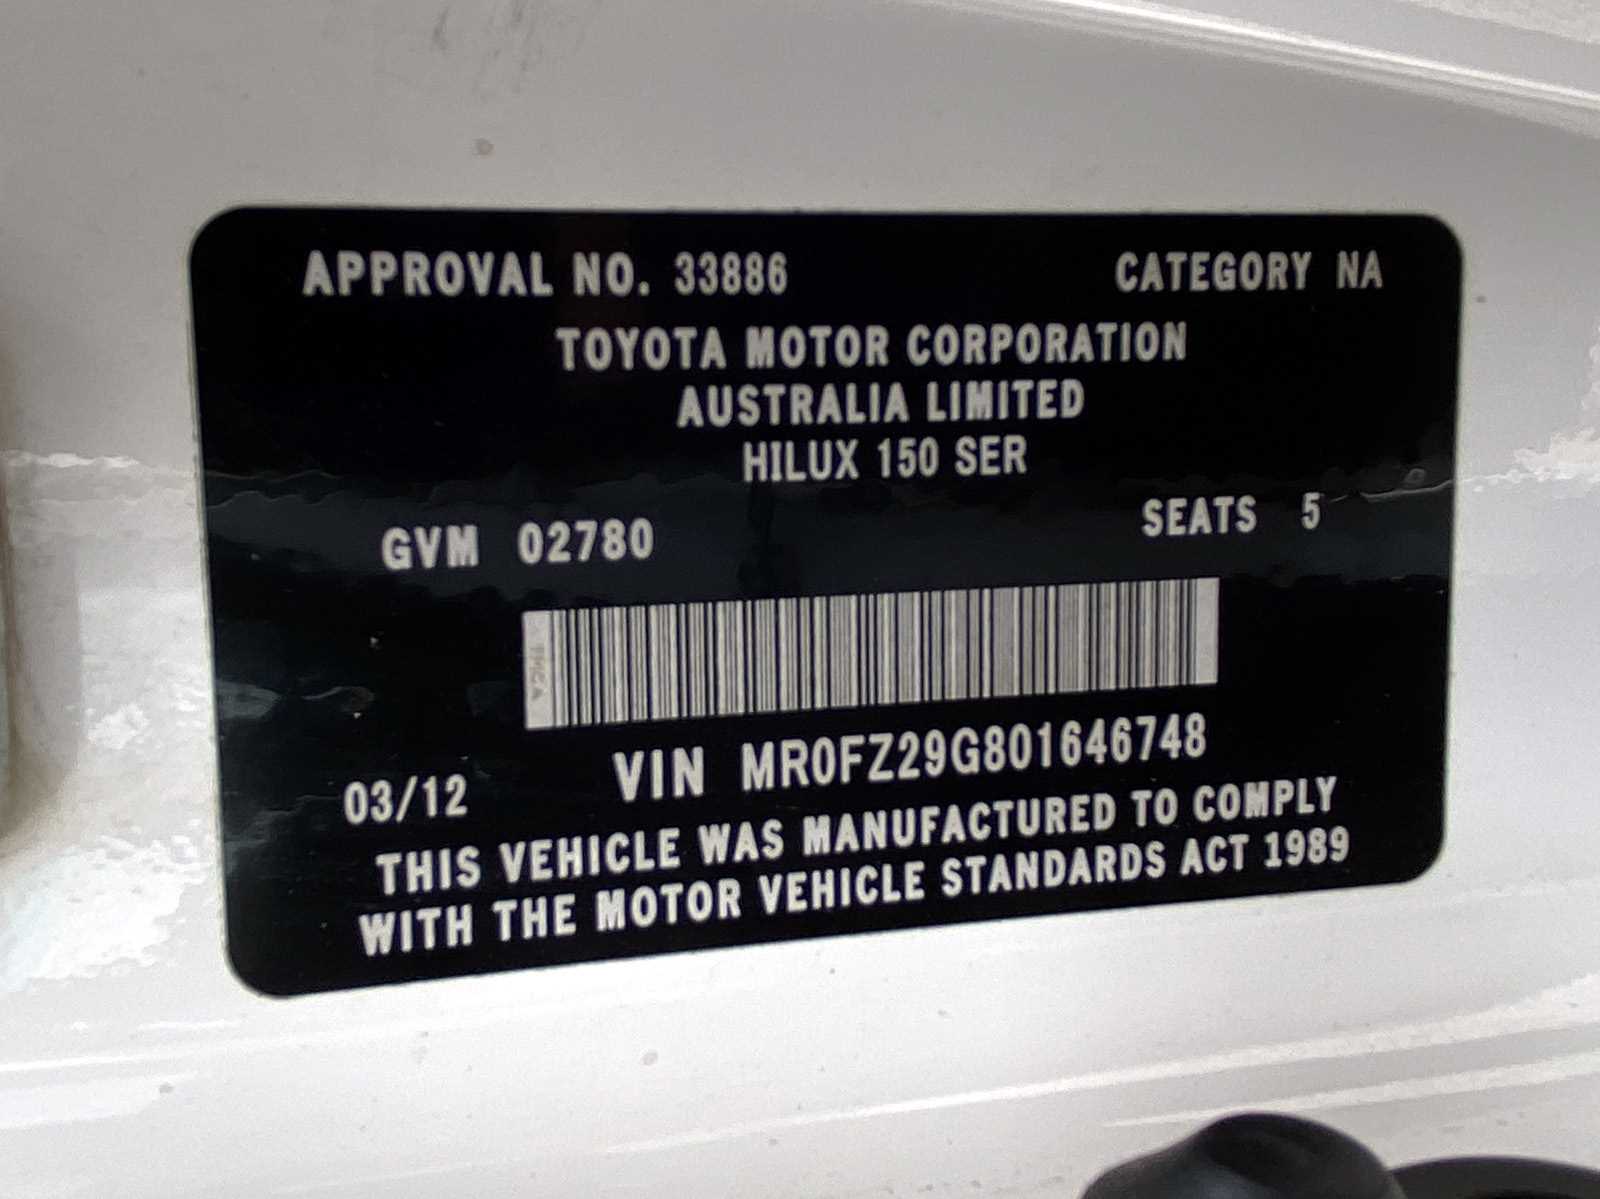 APPROVAL NO. 33886 CATEGORY NA
TOYOTA MOTOR CORPORATION
AUSTRALIA LIMITED
HILUX 150 SER
GVM 02780 SEATS 5
VIN MR0FZ29G801646748
03/12
THIS VEHICLE WAS MANUFACTURED TO COMPLY
WITH THE MOTOR VEHICLE STANDARDS ACT 1989